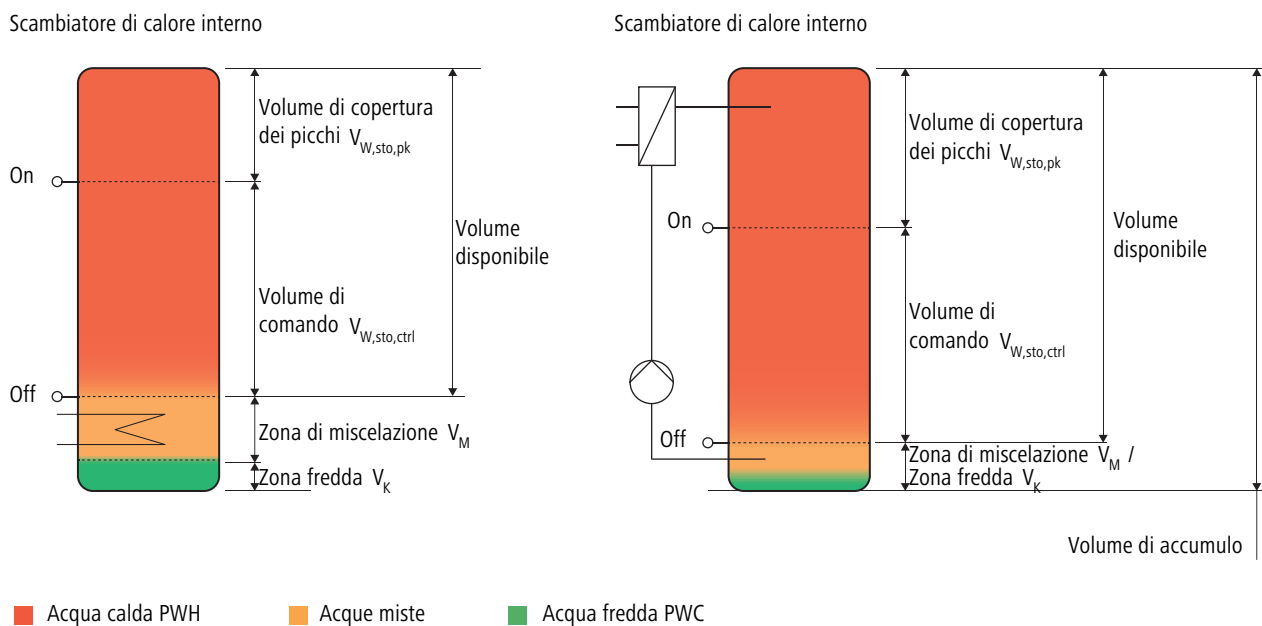 Scambiatore di calore interno
Volume di copertura
dei picchi V_W,sto,pk
On
Volume
disponibile
Volume di
comando V_W,sto,ctrl
Off
Zona di miscelazione V_M
Zona fredda V_K
Scambiatore di calore interno
Volume di copertura
dei picchi V_W,sto,pk
On
Volume
disponibile
Volume di
comando V_W,sto,ctrl
Off
Zona di miscelazione V_M /
Zona fredda V_K
Volume di accumulo
Acqua calda PWH
Acque miste
Acqua fredda PWC